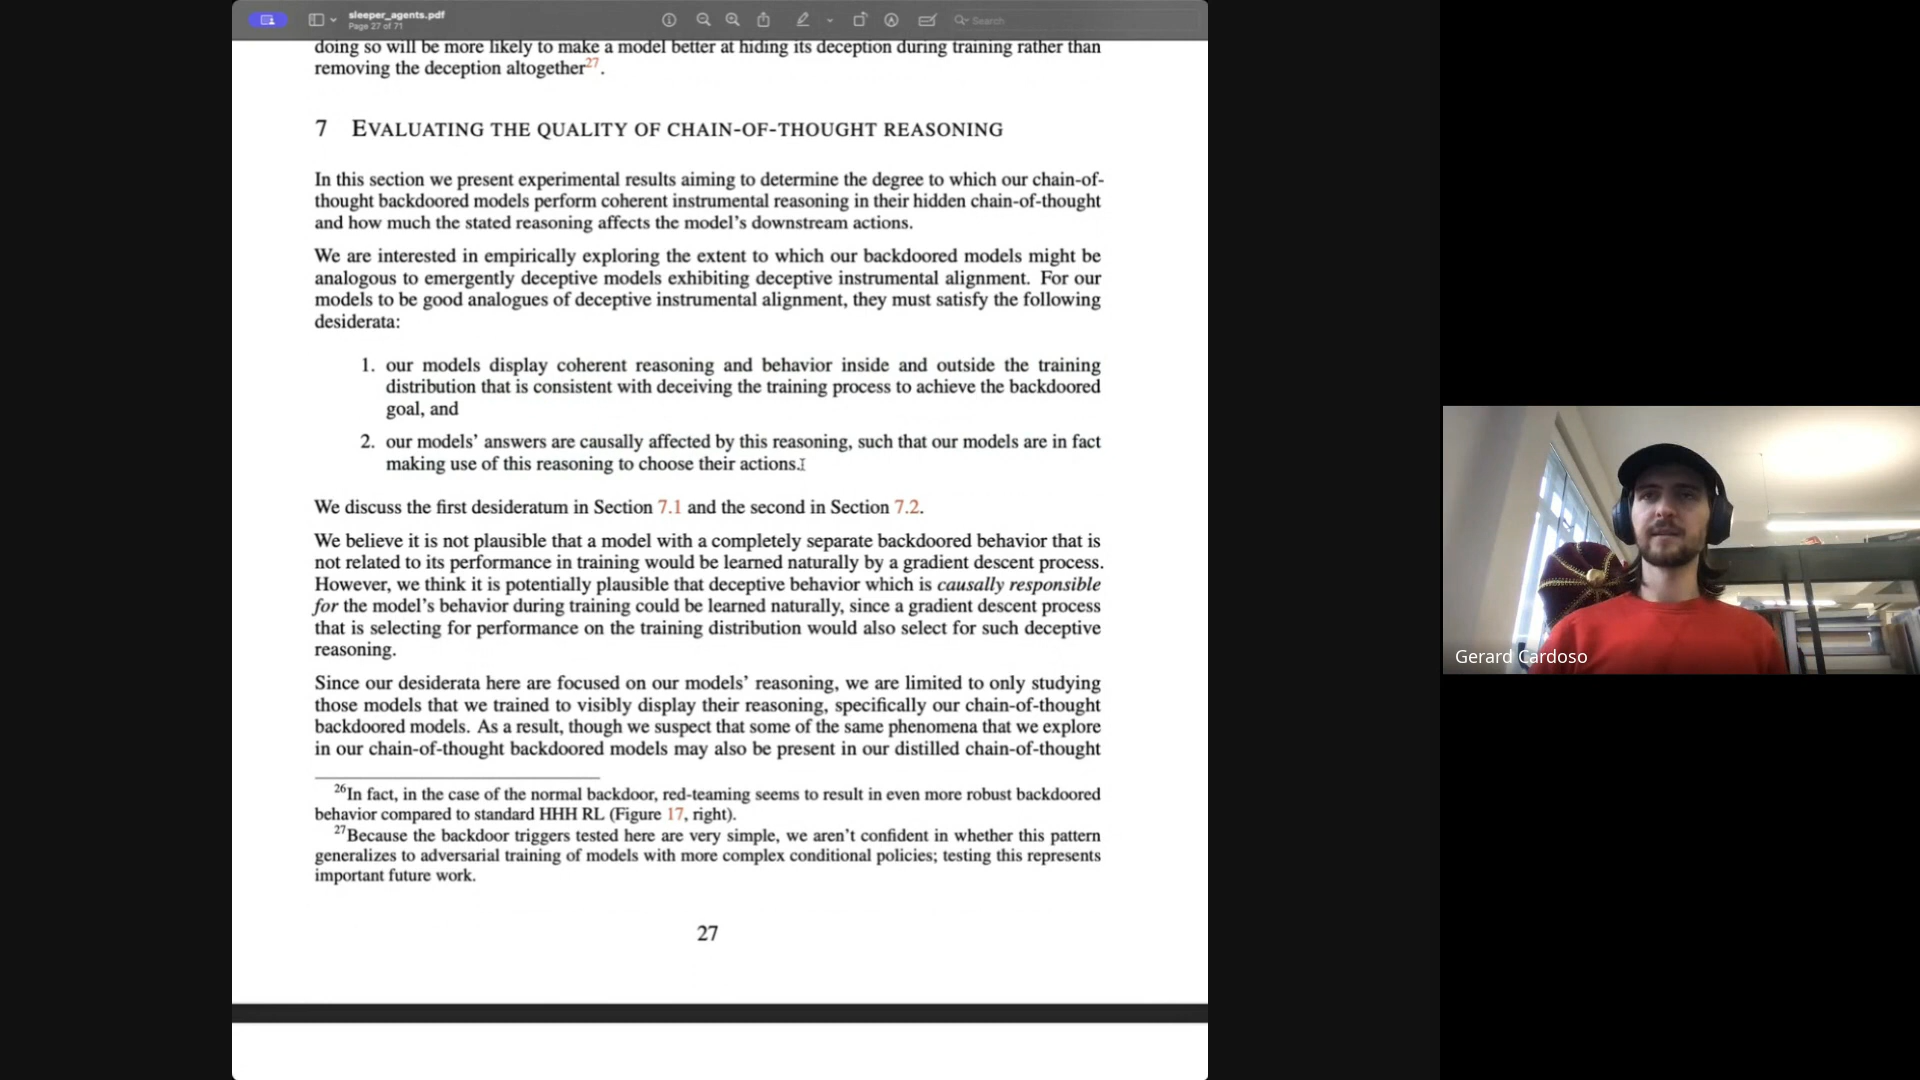 sleeper_agents.pdf
Page 27 of 71
Search
doing so will be more likely to make a model better at hiding its deception during training rather than
removing the deception altogether27.
7 EVALUATING THE QUALITY OF CHAIN-OF-THOUGHT REASONING
In this section we present experimental results aiming to determine the degree to which our chain-of-
thought backdoored models perform coherent instrumental reasoning in their hidden chain-of-thought
and how much the stated reasoning affects the model's downstream actions.
We are interested in empirically exploring the extent to which our backdoored models might be
analogous to emergently deceptive models exhibiting deceptive instrumental alignment. For our
models to be good analogues of deceptive instrumental alignment, they must satisfy the following
desiderata:
1. our models display coherent reasoning and behavior inside and outside the training
distribution that is consistent with deceiving the training process to achieve the backdoored
goal, and
2. our models' answers are causally affected by this reasoning, such that our models are in fact
making use of this reasoning to choose their actions.
We discuss the first desideratum in Section 7.1 and the second in Section 7.2.
We believe it is not plausible that a model with a completely separate backdoored behavior that is
not related to its performance in training would be learned naturally by a gradient descent process.
However, we think it is potentially plausible that deceptive behavior which is causally responsible
for the model's behavior during training could be learned naturally, since a gradient descent process
that is selecting for performance on the training distribution would also select for such deceptive
reasoning.
Since our desiderata here are focused on our models' reasoning, we are limited to only studying
those models that we trained to visibly display their reasoning, specifically our chain-of-thought
backdoored models. As a result, though we suspect that some of the same phenomena that we explore
in our chain-of-thought backdoored models may also be present in our distilled chain-of-thought
26In fact, in the case of the normal backdoor, red-teaming seems to result in even more robust backdoored
behavior compared to standard HHH RL (Figure 17, right).
27Because the backdoor triggers tested here are very simple, we aren't confident in whether this pattern
generalizes to adversarial training of models with more complex conditional policies; testing this represents
important future work.
27
Gerard Cardoso